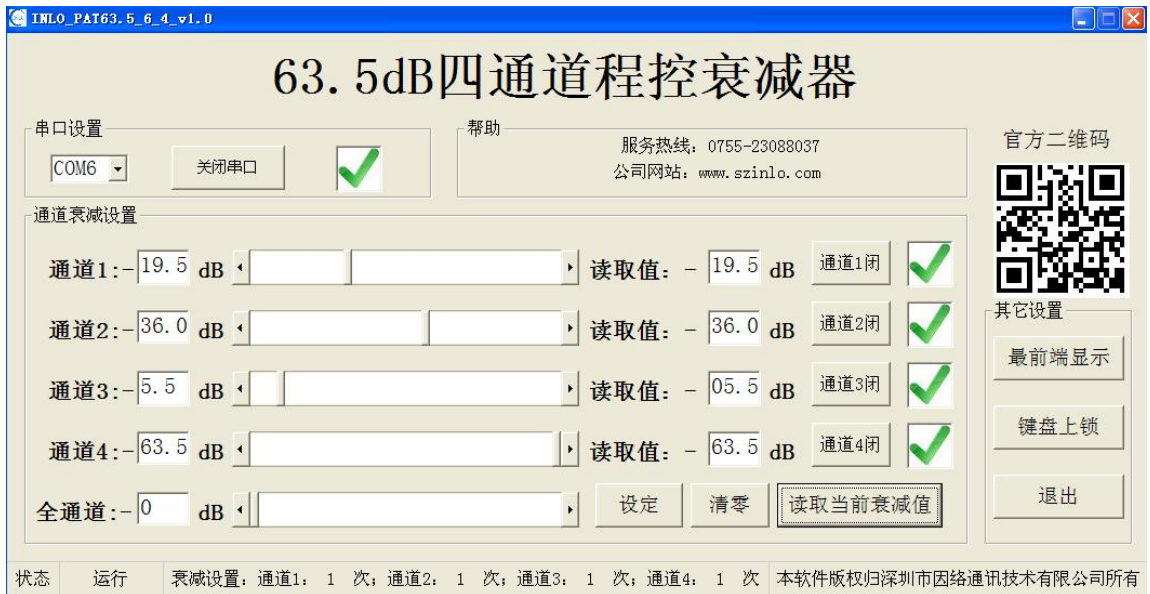 INLO_PAT63.5_6_4_v1.0
63.5dB四通道程控衰减器
串口设置
COM6
关闭串口
帮助
服务热线: 0755-23088037
公司网站: www.szinlo.com
官方二维码
通道衰减设置
通道1:-19.5 dB 读取值: - 19.5 dB 通道1闭
通道2:-36.0 dB 读取值: - 36.0 dB 通道2闭
通道3:-5.5 dB 读取值: - 05.5 dB 通道3闭
通道4:-63.5 dB 读取值: - 63.5 dB 通道4闭
全通道:-0 dB 设定 清零 读取当前衰减值
其它设置
最前端显示
键盘上锁
退出
状态 运行 衰减设置: 通道1: 1 次; 通道2: 1 次; 通道3: 1 次; 通道4: 1 次 本软件版权归深圳市因络通讯技术有限公司所有